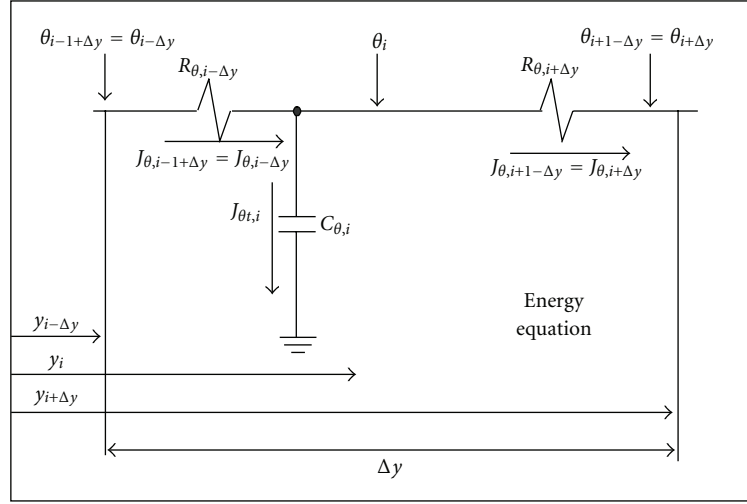 θ_{i−1+Δy} = θ_{i−Δy}
θ_i
θ_{i+1−Δy} = θ_{i+Δy}
R_{θ,i−Δy}
R_{θ,i+Δy}
J_{θ,i−1+Δy} = J_{θ,i−Δy}
J_{θ,i+1−Δy} = J_{θ,i+Δy}
J_{θt,i}
C_{θ,i}
Energy
equation
y_{i−Δy}
y_i
y_{i+Δy}
Δy